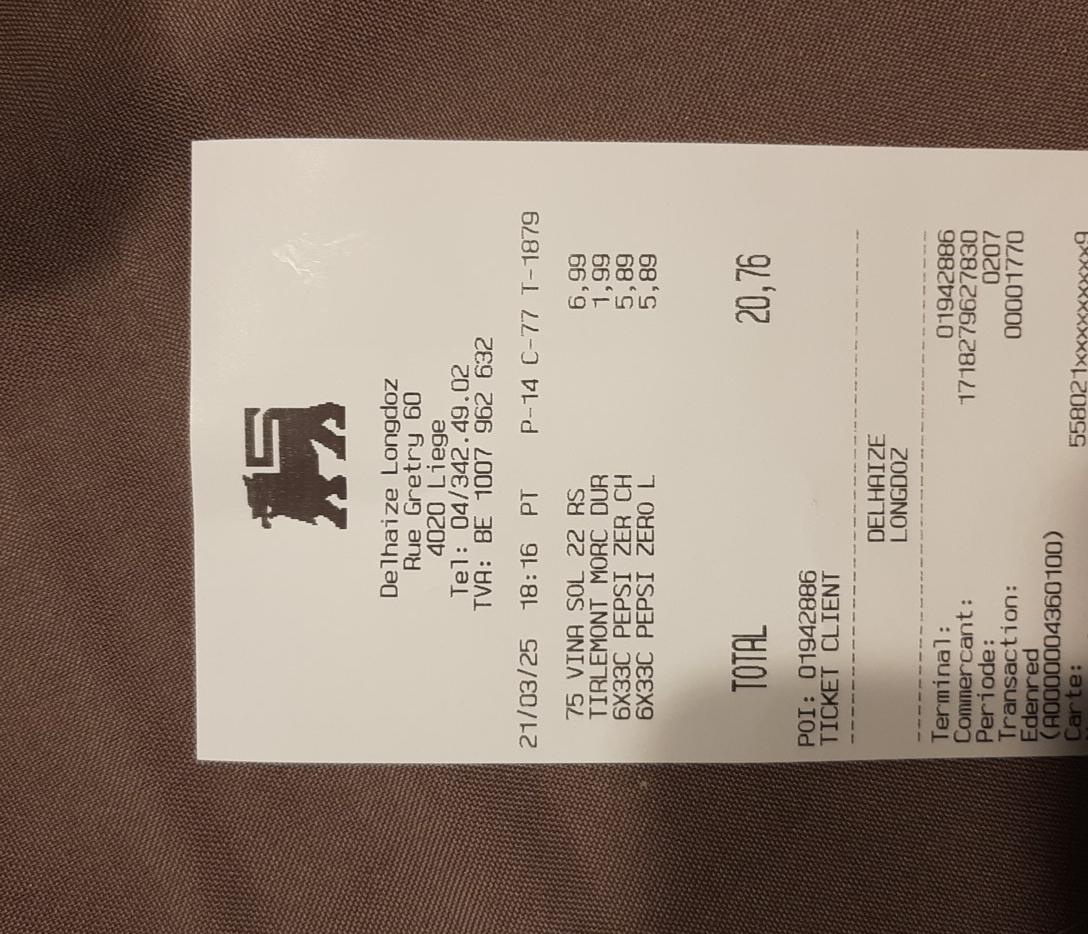 Delhaize Longdoz
Rue Gretry 60
4020 Liege
Tel: 04/342.49.02
TVA: BE 1007 962 632
21/03/25 18:16 PT P-14 C-77 T-1879
75 VINA SOL 22 RS 6,99
TIRLEMONT MORC DUR 1,99
6X33C PEPSI ZER CH 5,89
6X33C PEPSI ZERO L 5,89
TOTAL 20,76
POI: 01942886
TICKET CLIENT
DELHAIZE
LONGDOZ
Terminal: 01942886
Commercant: 1718279627830
Periode: 0207
Transaction: 00001770
Edenred
(A0000004360100)